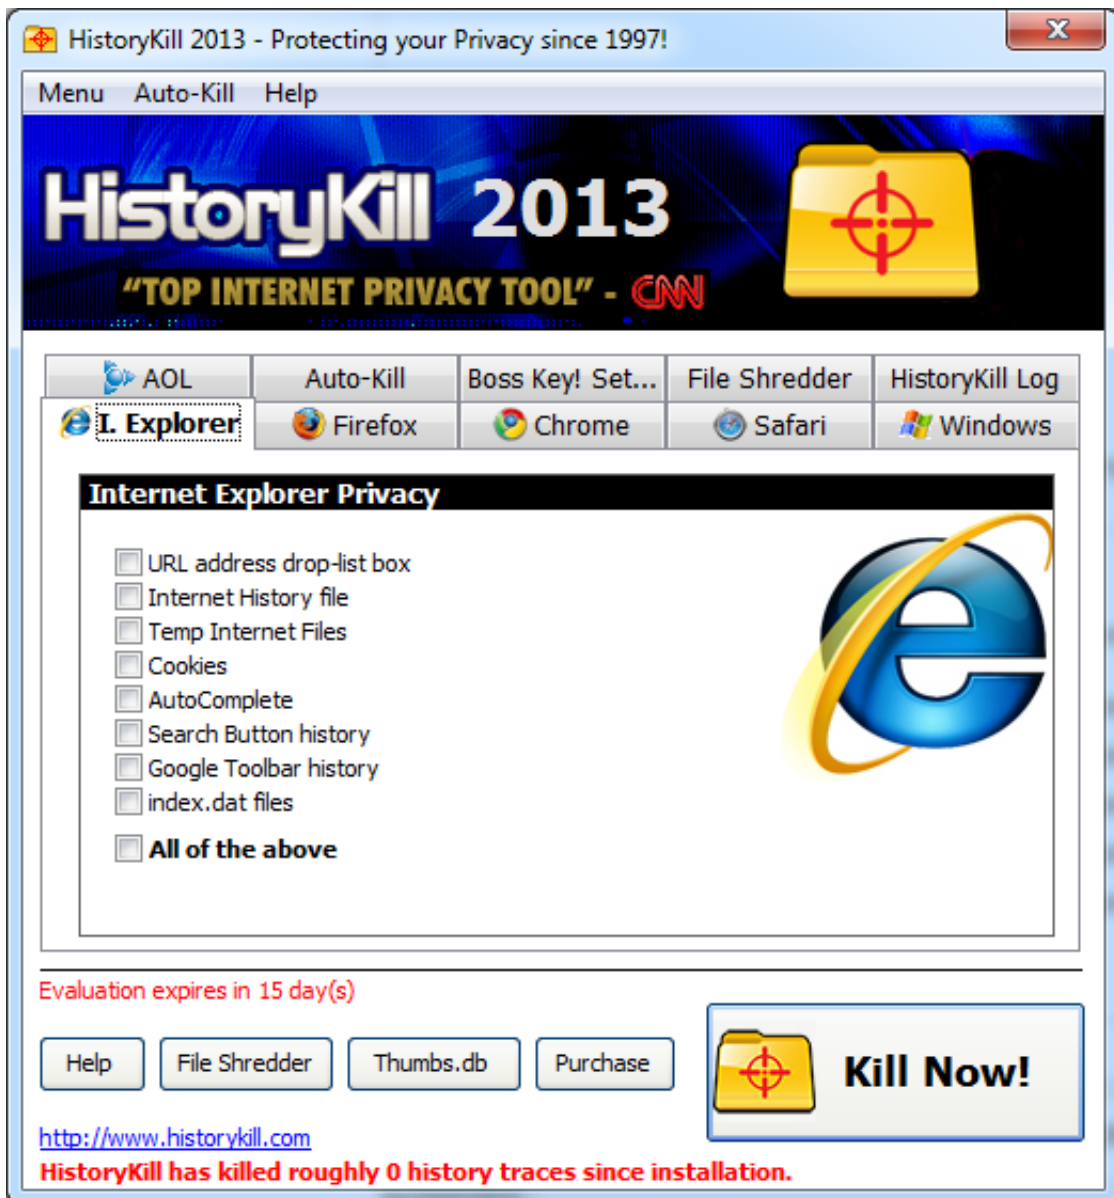 HistoryKill 2013 - Protecting your Privacy since 1997!
Menu Auto-Kill Help
HistoryKill 2013
"TOP INTERNET PRIVACY TOOL" - CNN
AOL Auto-Kill Boss Key! Set... File Shredder HistoryKill Log
I. Explorer Firefox Chrome Safari Windows
Internet Explorer Privacy
URL address drop-list box
Internet History file
Temp Internet Files
Cookies
AutoComplete
Search Button history
Google Toolbar history
index.dat files
All of the above
Evaluation expires in 15 day(s)
Help File Shredder Thumbs.db Purchase Kill Now!
http://www.historykill.com
HistoryKill has killed roughly 0 history traces since installation.